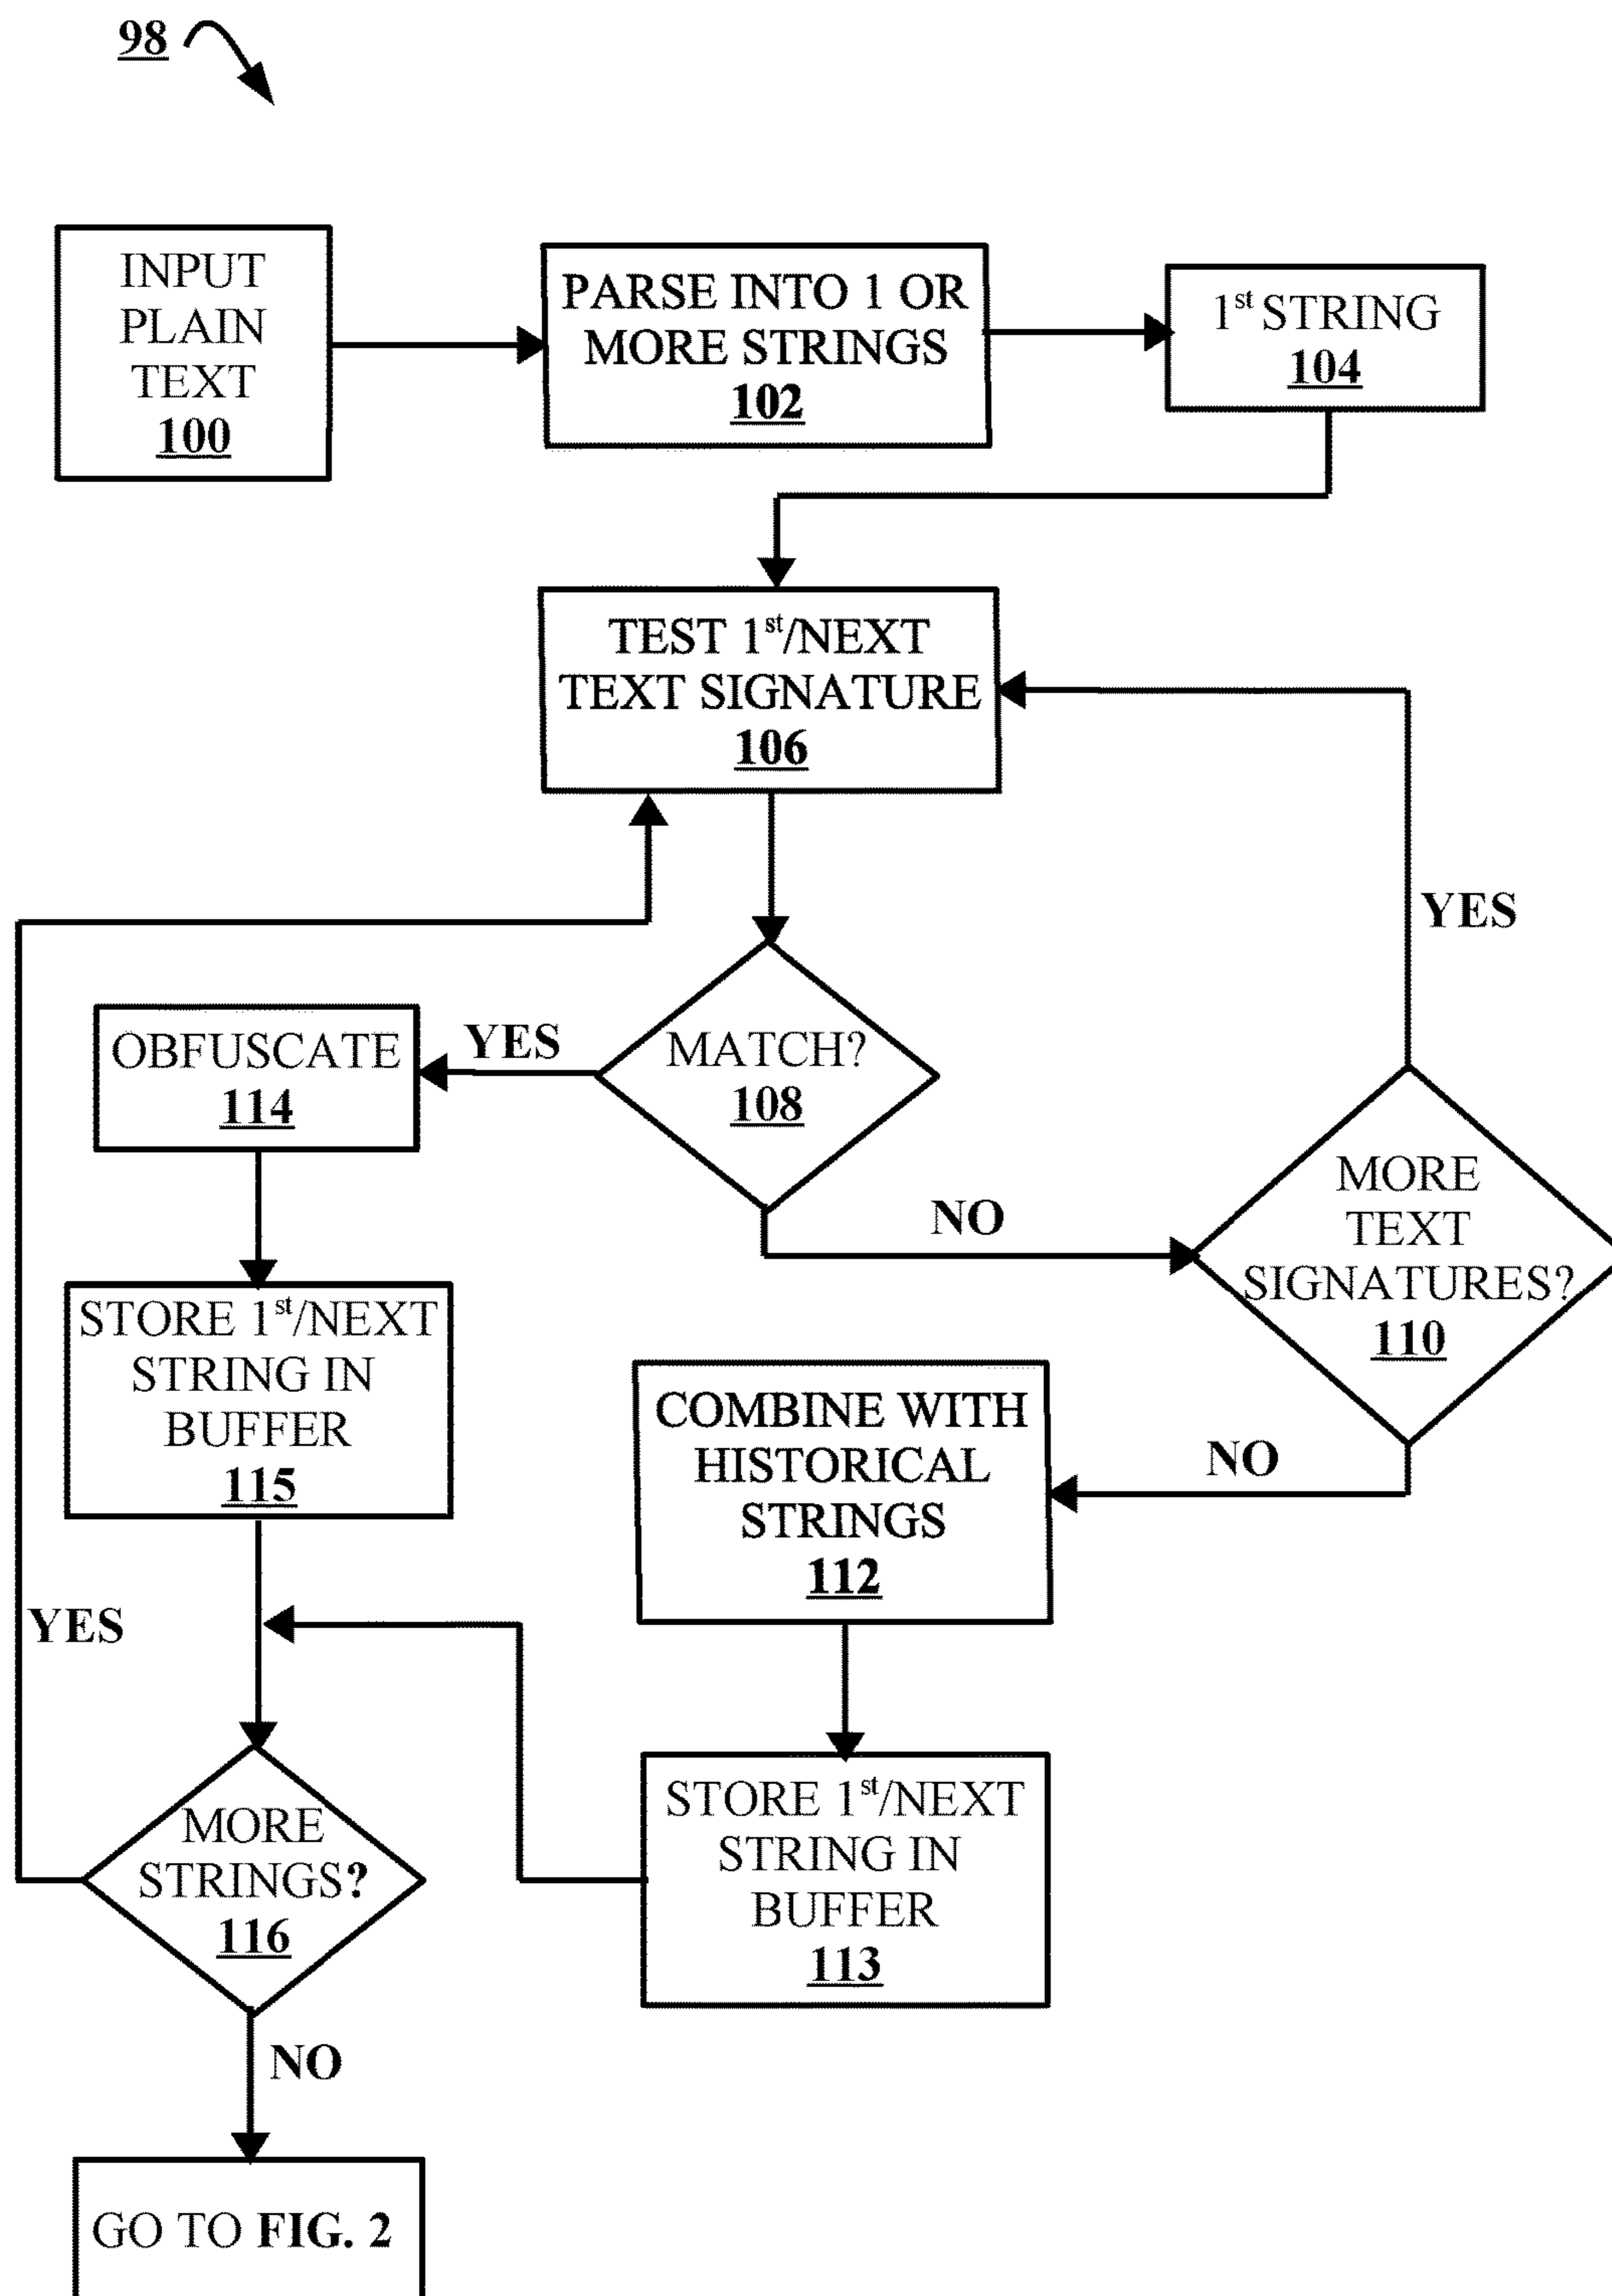 98
INPUT
PLAIN
TEXT
100
PARSE INTO 1 OR
MORE STRINGS
102
1st STRING
104
TEST 1st/NEXT
TEXT SIGNATURE
106
YES
MATCH?
108
YES
OBFUSCATE
114
NO
MORE
TEXT
SIGNATURES?
110
NO
STORE 1st/NEXT
STRING IN
BUFFER
115
COMBINE WITH
HISTORICAL
STRINGS
112
YES
MORE
STRINGS?
116
STORE 1st/NEXT
STRING IN
BUFFER
113
NO
GO TO FIG. 2